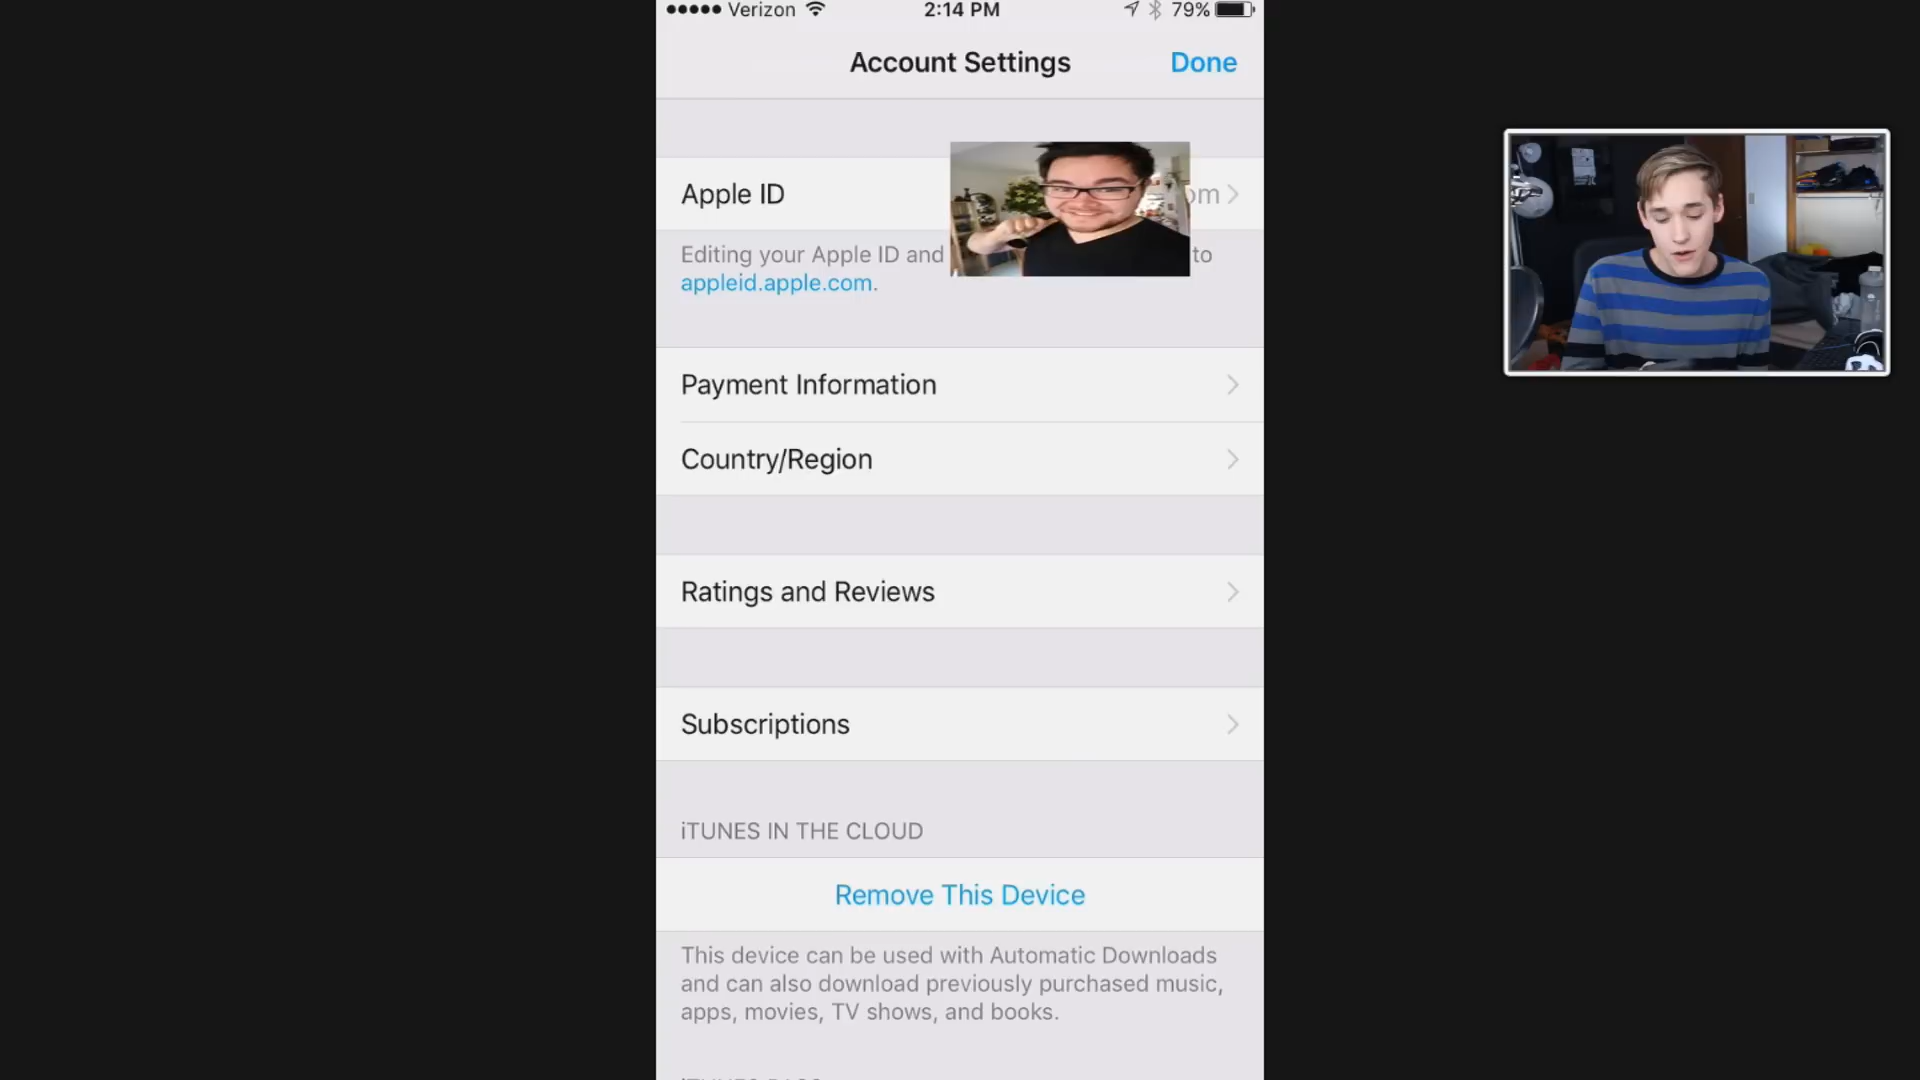 Verizon 2:14 PM 79%
Account Settings Done
Apple ID om
Editing your Apple ID and to
appleid.apple.com.
Payment Information
Country/Region
Ratings and Reviews
Subscriptions
iTUNES IN THE CLOUD
Remove This Device
This device can be used with Automatic Downloads
and can also download previously purchased music,
apps, movies, TV shows, and books.